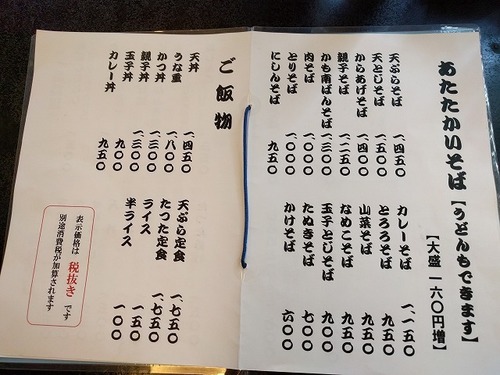 あたたかいそば【うどんもできます】
【大盛一六〇円増】
天ぷらそば 一、四五〇
天とじそば 一、五〇〇
からあげそば 一、四〇〇
親子そば 一、二五〇
かも南ばんそば 一、三〇〇
肉そば 一、〇〇〇
とりそば 一、〇〇〇
にしんそば 九五〇
カレーそば 一、一五〇
とろろそば 九五〇
山菜そば 九五〇
なめこそば 九五〇
玉子とじそば 九〇〇
たぬきそば 七〇〇
かけそば 六〇〇
ご飯物
天丼 一、四五〇
うな重 一、八〇〇
かつ丼 一、三〇〇
親子丼 一、三〇〇
玉子丼 九〇〇
カレー丼 九五〇
天ぷら定食 一、七五〇
たった定食 一、七五〇
ライス 一五〇
半ライス 一〇〇
表示価格は 税抜き です
別途消費税が加算されます